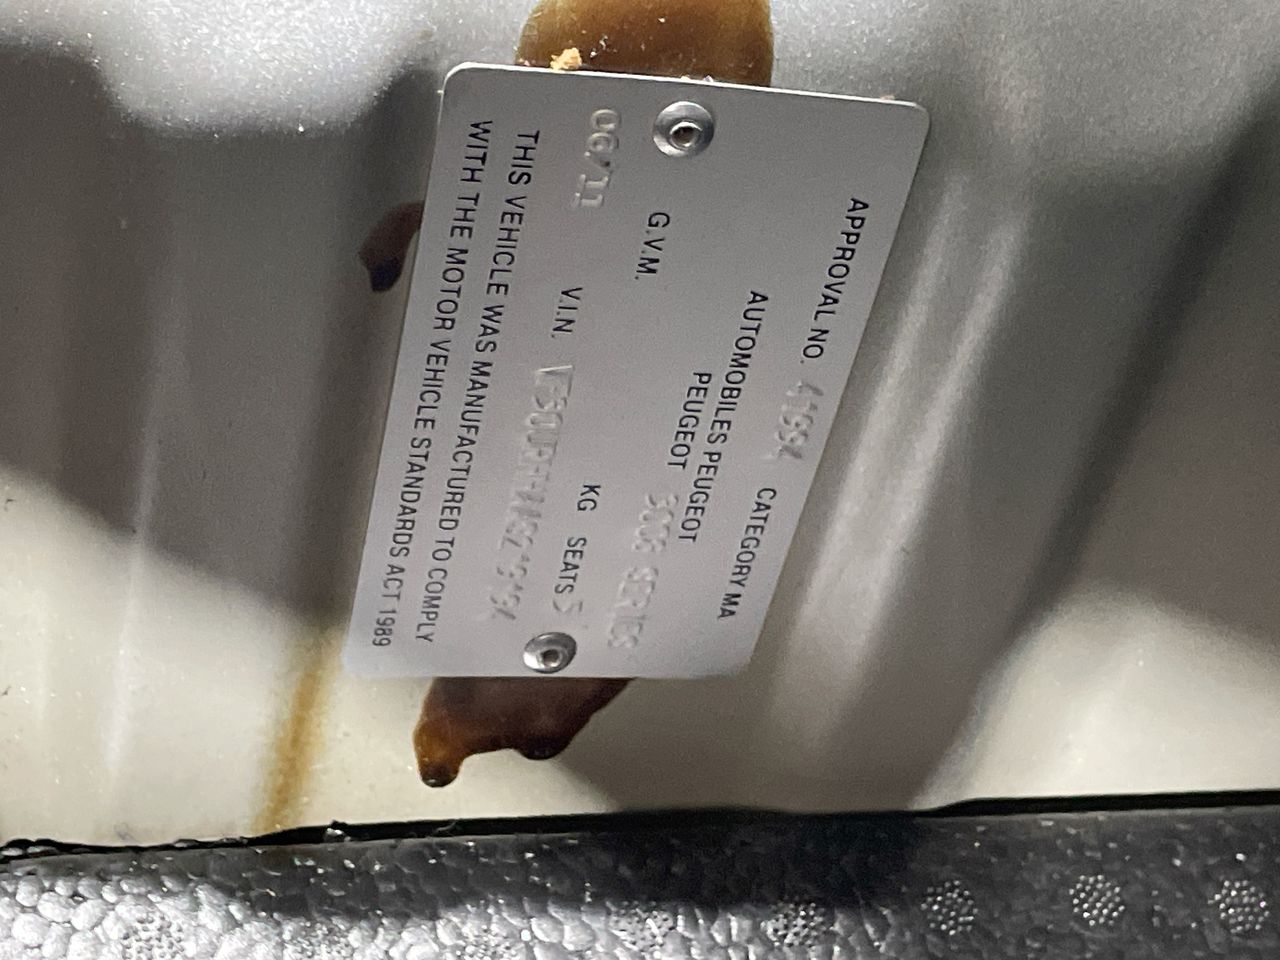 APPROVAL NO. 41994 CATEGORY MA
AUTOMOBILES PEUGEOT
PEUGEOT 3008 SERIES
G.V.M. KG SEATS 5
06/11 V.I.N.
THIS VEHICLE WAS MANUFACTURED TO COMPLY
WITH THE MOTOR VEHICLE STANDARDS ACT 1989